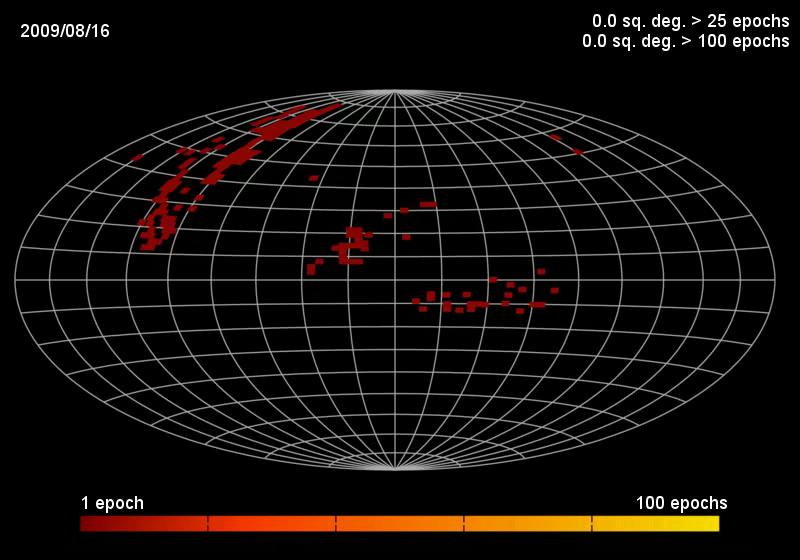 2009/08/16
0.0 sq. deg. > 25 epochs
0.0 sq. deg. > 100 epochs
1 epoch
100 epochs